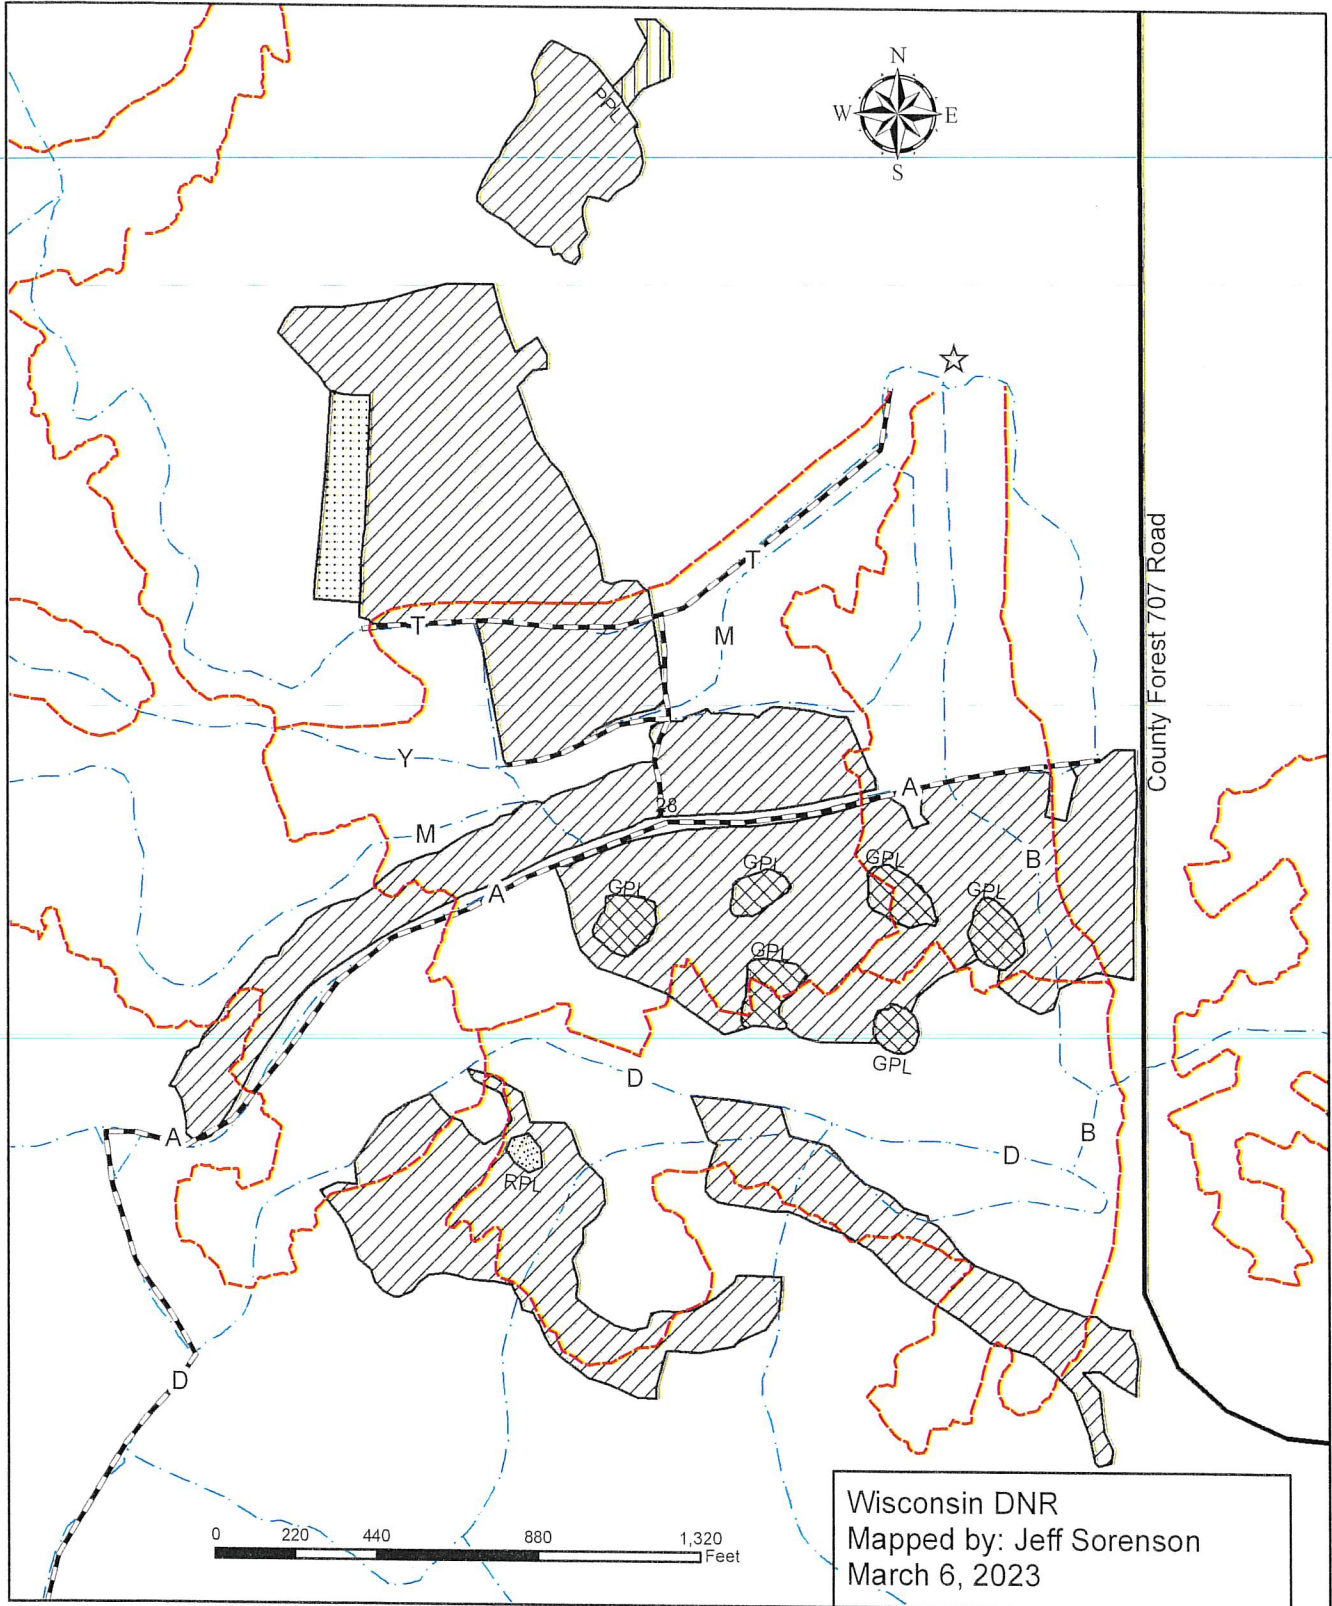 N
W E
S
PPL
T
T
M
County Forest 707 Road
Y
A
28
M
B
GPL
GPL
GPL
GPL
A
GPL
GPL
D
A
B
D
RPL
D
0 220 440 880 1,320
Feet
Wisconsin DNR
Mapped by: Jeff Sorenson
March 6, 2023